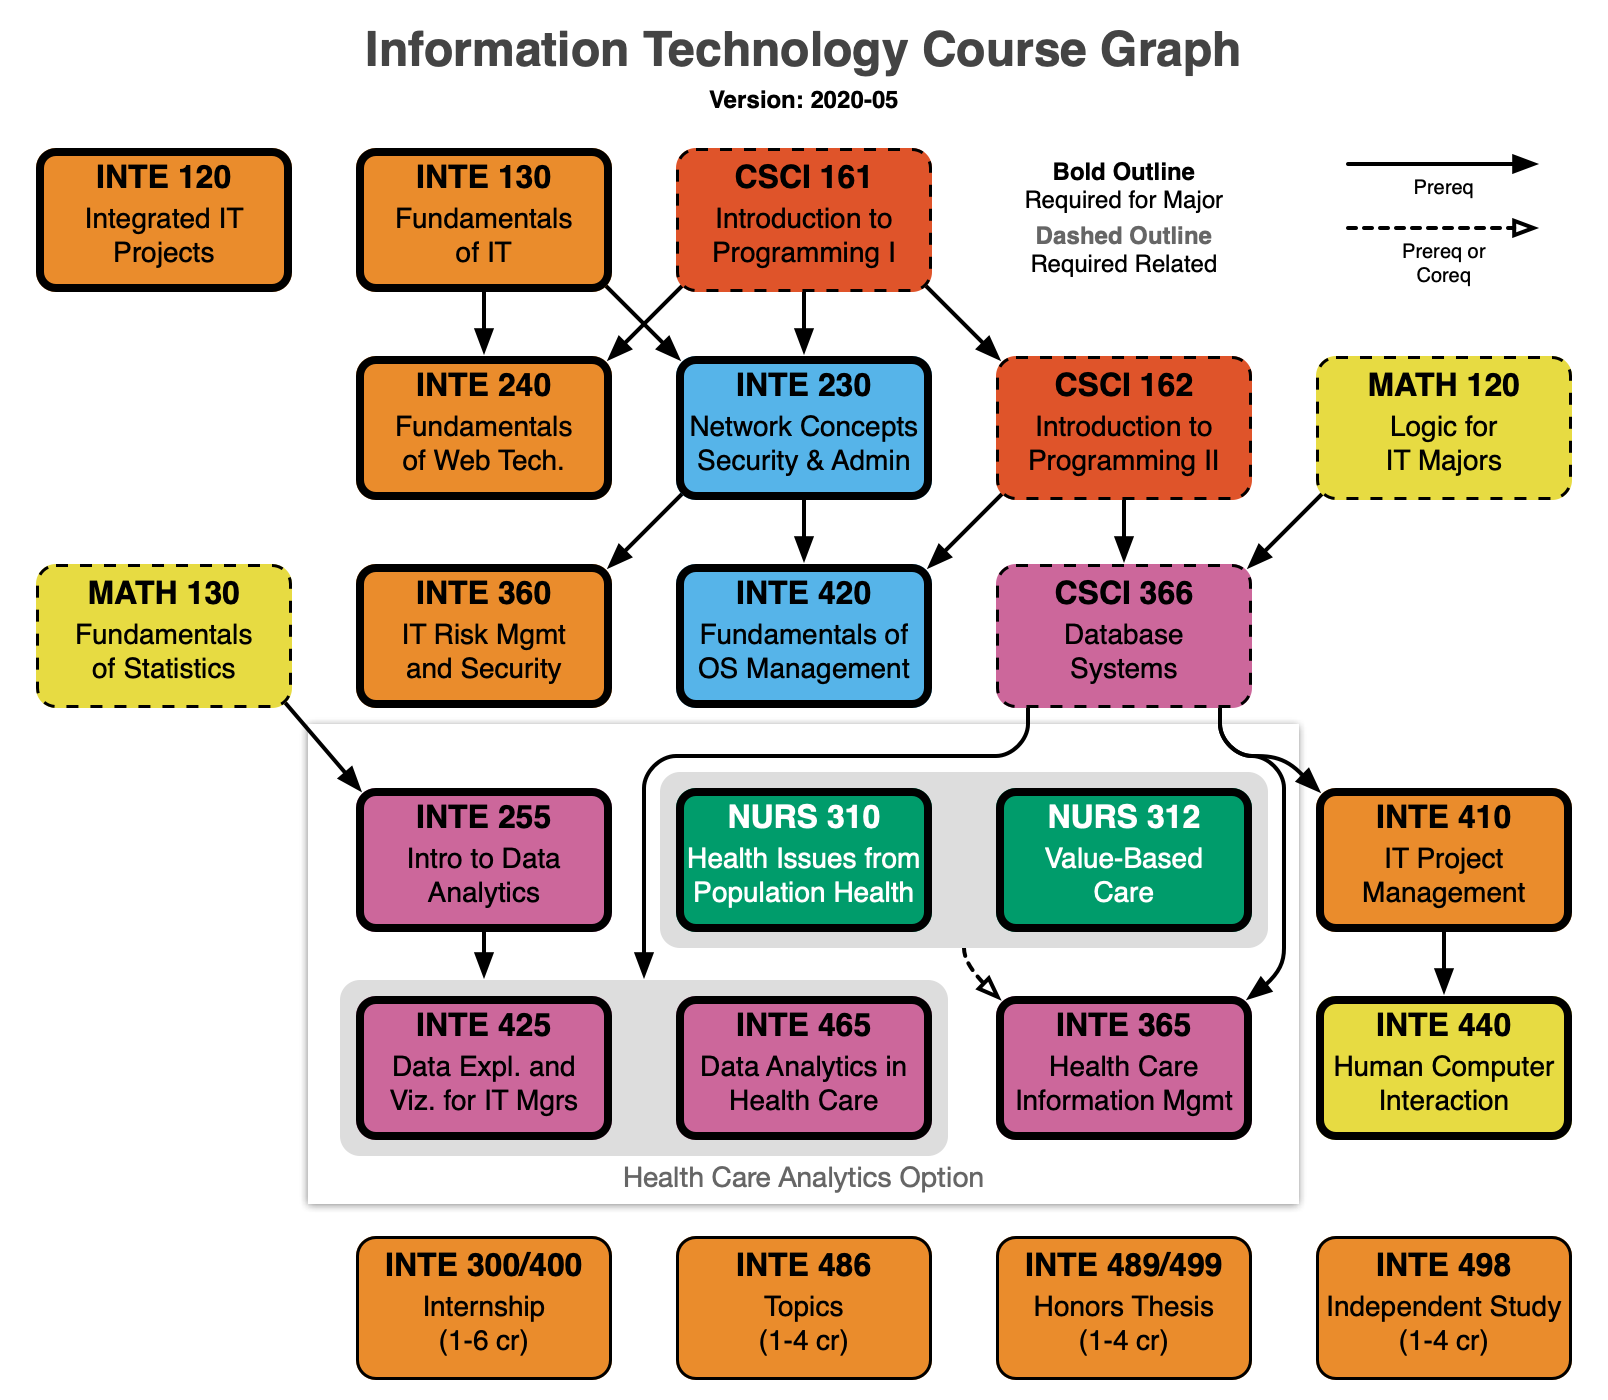 Information Technology Course Graph
Version: 2020-05
INTE 120
Integrated IT
Projects
INTE 130
Fundamentals
of IT
CSCI 161
Introduction to
Programming I
Bold Outline
Required for Major
Dashed Outline
Required Related
Prereq
Prereq or
Coreq
INTE 240
Fundamentals
of Web Tech.
INTE 230
Network Concepts
Security & Admin
CSCI 162
Introduction to
Programming II
MATH 120
Logic for
IT Majors
MATH 130
Fundamentals
of Statistics
INTE 360
IT Risk Mgmt
and Security
INTE 420
Fundamentals of
OS Management
CSCI 366
Database
Systems
INTE 255
Intro to Data
Analytics
NURS 310
Health Issues from
Population Health
NURS 312
Value-Based
Care
INTE 410
IT Project
Management
INTE 425
Data Expl. and
Viz. for IT Mgrs
INTE 465
Data Analytics in
Health Care
INTE 365
Health Care
Information Mgmt
INTE 440
Human Computer
Interaction
Health Care Analytics Option
INTE 300/400
Internship
(1-6 cr)
INTE 486
Topics
(1-4 cr)
INTE 489/499
Honors Thesis
(1-4 cr)
INTE 498
Independent Study
(1-4 cr)